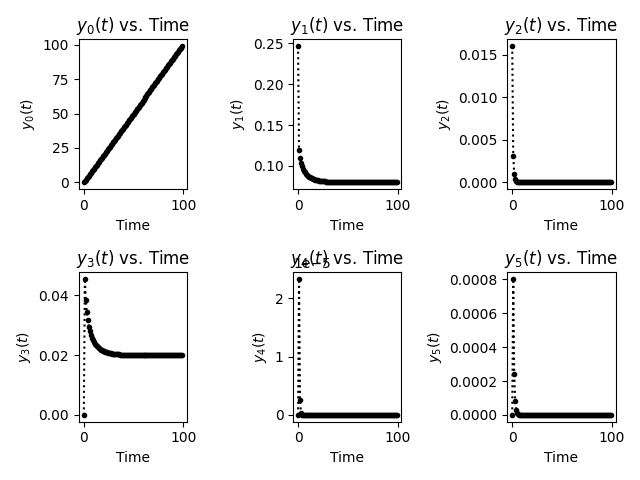 y₀(t) vs. Time
y₁(t) vs. Time
y₂(t) vs. Time
100
75
50
25
0
y₀(t)
0
100
Time
0.25
0.20
0.15
0.10
y₁(t)
0
100
Time
0.015
0.010
0.005
0.000
y₂(t)
0
100
Time
y₃(t) vs. Time
y₄(t) vs. Time
y₅(t) vs. Time
0.04
0.02
0.00
y₃(t)
0
100
Time
1e−5
2
1
0
y₄(t)
0
100
Time
0.0008
0.0006
0.0004
0.0002
0.0000
y₅(t)
0
100
Time